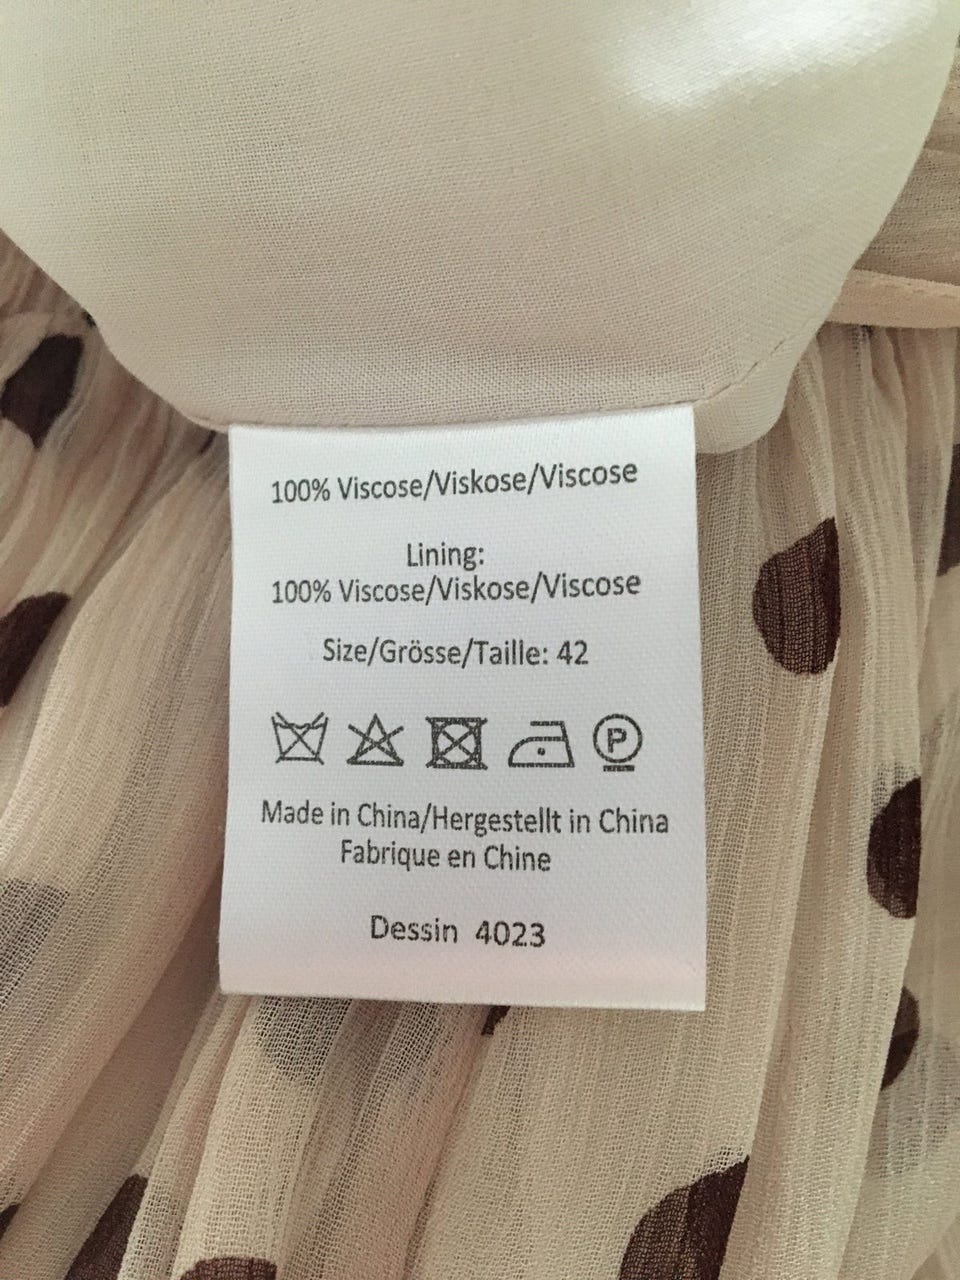 100% Viscose/Viskose/Viscose
Lining:
100% Viscose/Viskose/Viscose
Size/Grösse/Taille: 42
P
Made in China/Hergestellt in China
Fabrique en Chine
Dessin 4023